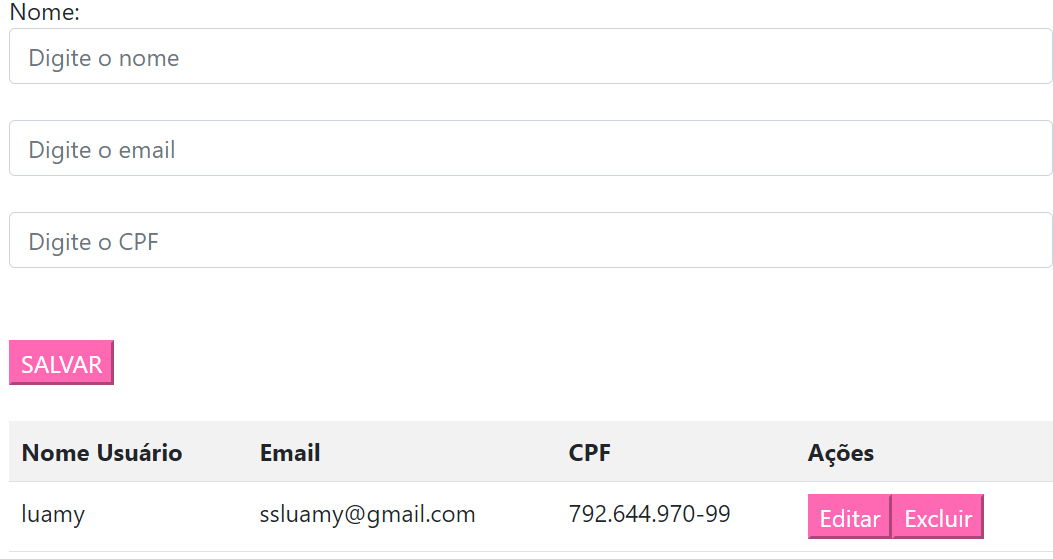 Nome:
Digite o nome
Digite o email
Digite o CPF
SALVAR
Nome Usuário Email CPF Ações
luamy ssluamy@gmail.com 792.644.970-99 Editar Excluir